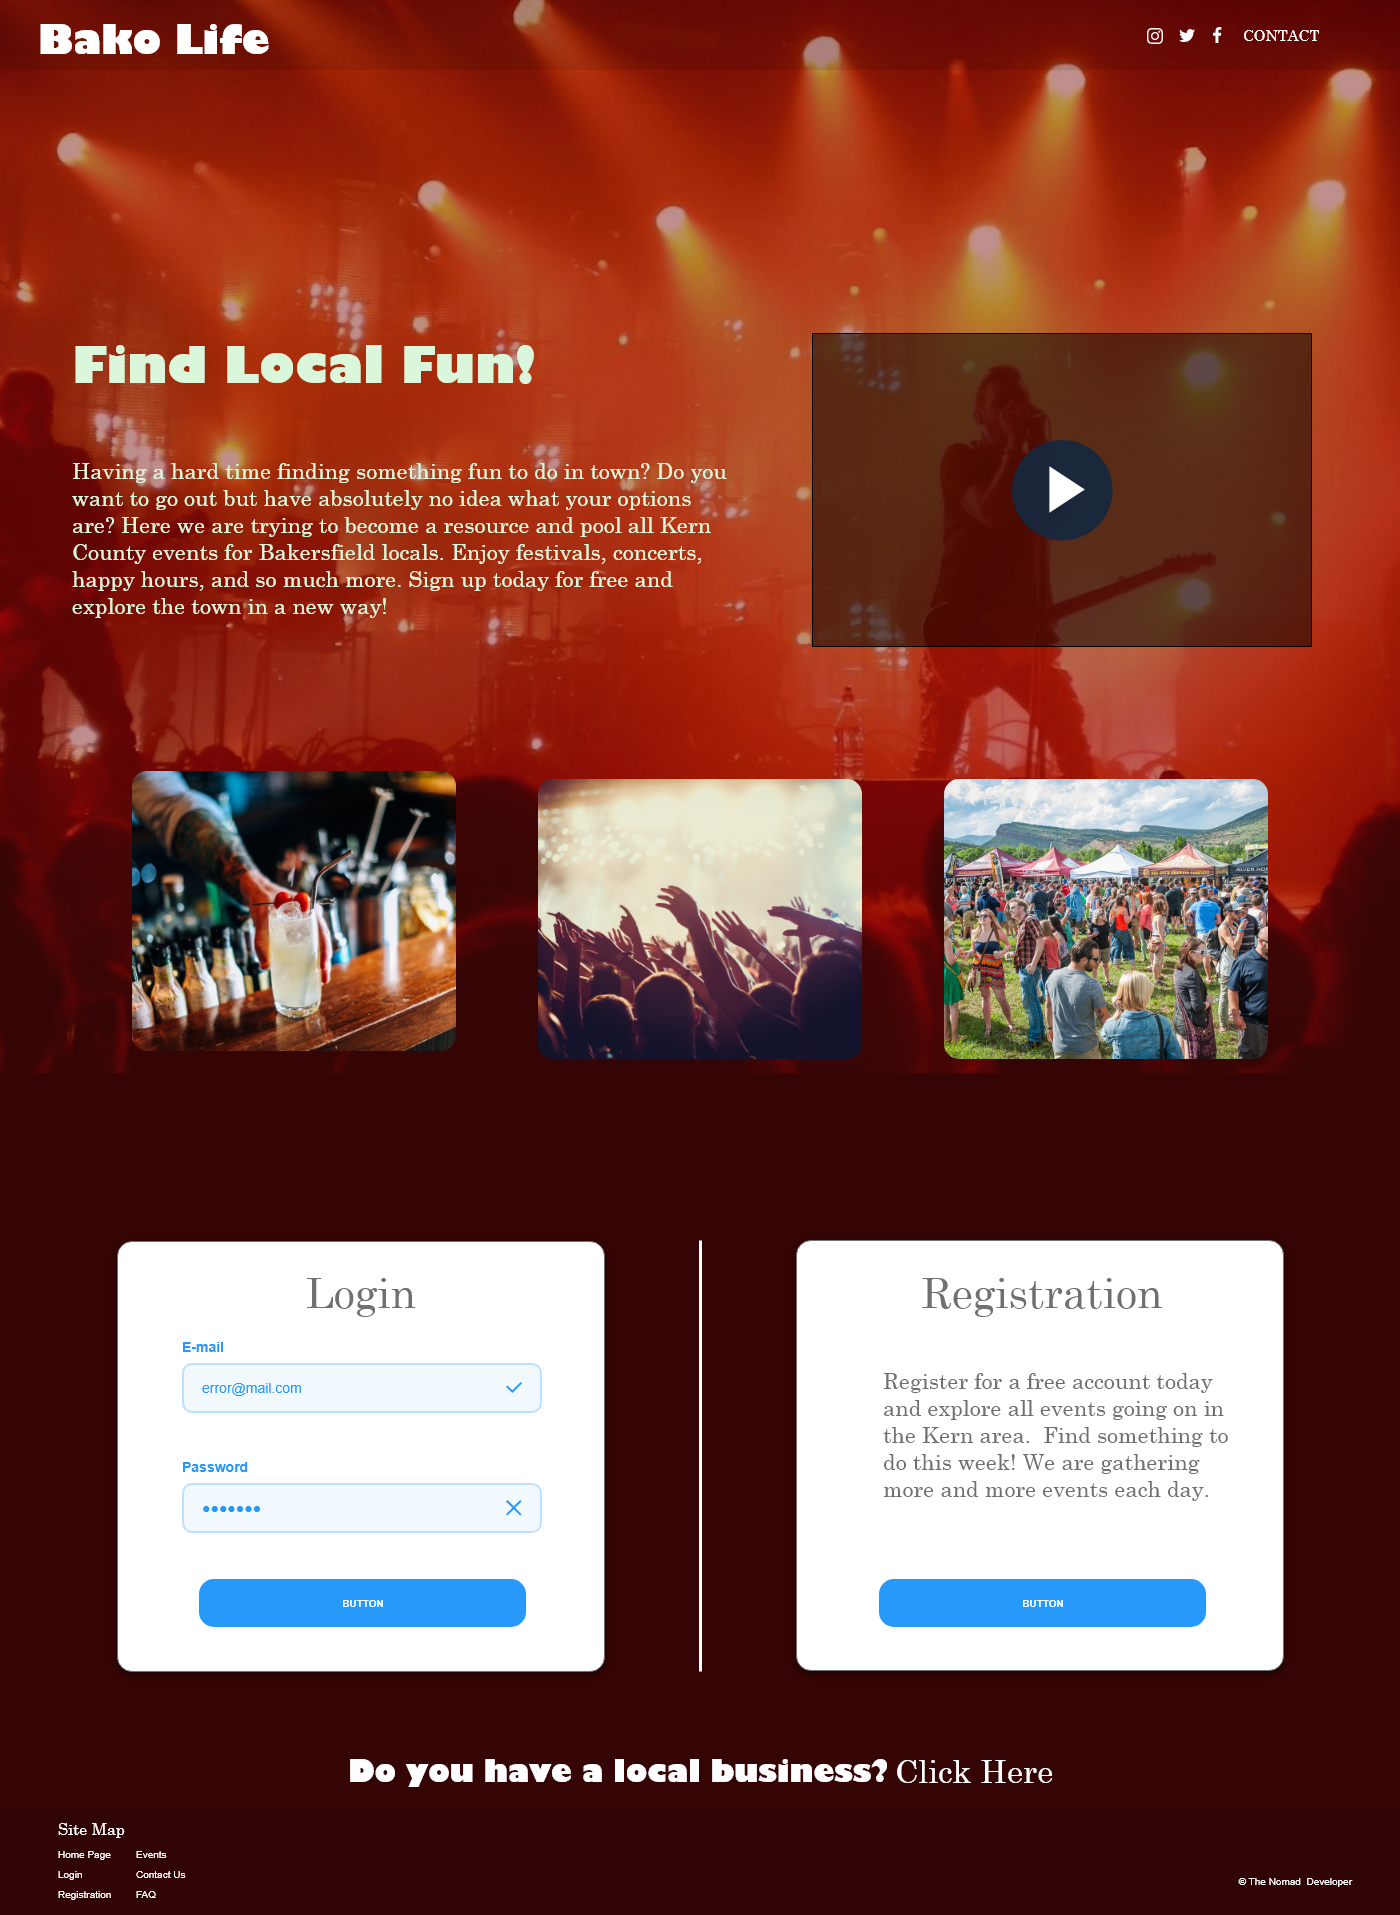 Bako Life
CONTACT
Find Local Fun!
Having a hard time finding something fun to do in town? Do you
want to go out but have absolutely no idea what your options
are? Here we are trying to become a resource and pool all Kern
County events for Bakersfield locals. Enjoy festivals, concerts,
happy hours, and so much more. Sign up today for free and
explore the town in a new way!
Login
E-mail
error@mail.com
Password
BUTTON
Registration
Register for a free account today
and explore all events going on in
the Kern area.  Find something to
do this week! We are gathering
more and more events each day.
BUTTON
Do you have a local business? Click Here
Site Map
Home Page
Events
Login
Contact Us
Registration
FAQ
© The Nomad  Developer